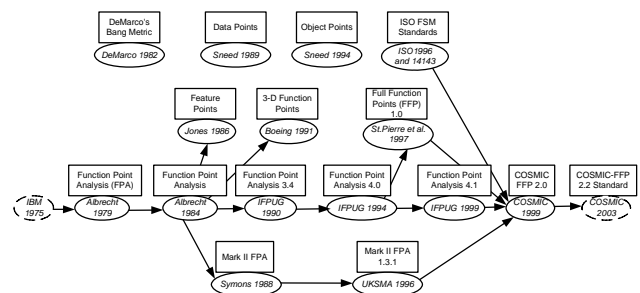 DeMarco's
Bang Metric
DeMarco 1982
Data Points
Sneed 1989
Object Points
Sneed 1994
ISO FSM
Standards
ISO1996
and 14143
Feature
Points
Jones 1986
3-D Function
Points
Boeing 1991
Full Function
Points (FFP)
1.0
St.Pierre et al.
1997
IBM
1975
Function Point
Analysis (FPA)
Albrecht
1979
Function Point
Analysis
Albrecht
1984
Function Point
Analysis 3.4
IFPUG
1990
Function Point
Analysis 4.0
IFPUG 1994
Function Point
Analysis 4.1
IFPUG 1999
COSMIC
FFP 2.0
COSMIC
1999
COSMIC-FFP
2.2 Standard
COSMIC
2003
Mark II FPA
Symons 1988
Mark II FPA
1.3.1
UKSMA 1996